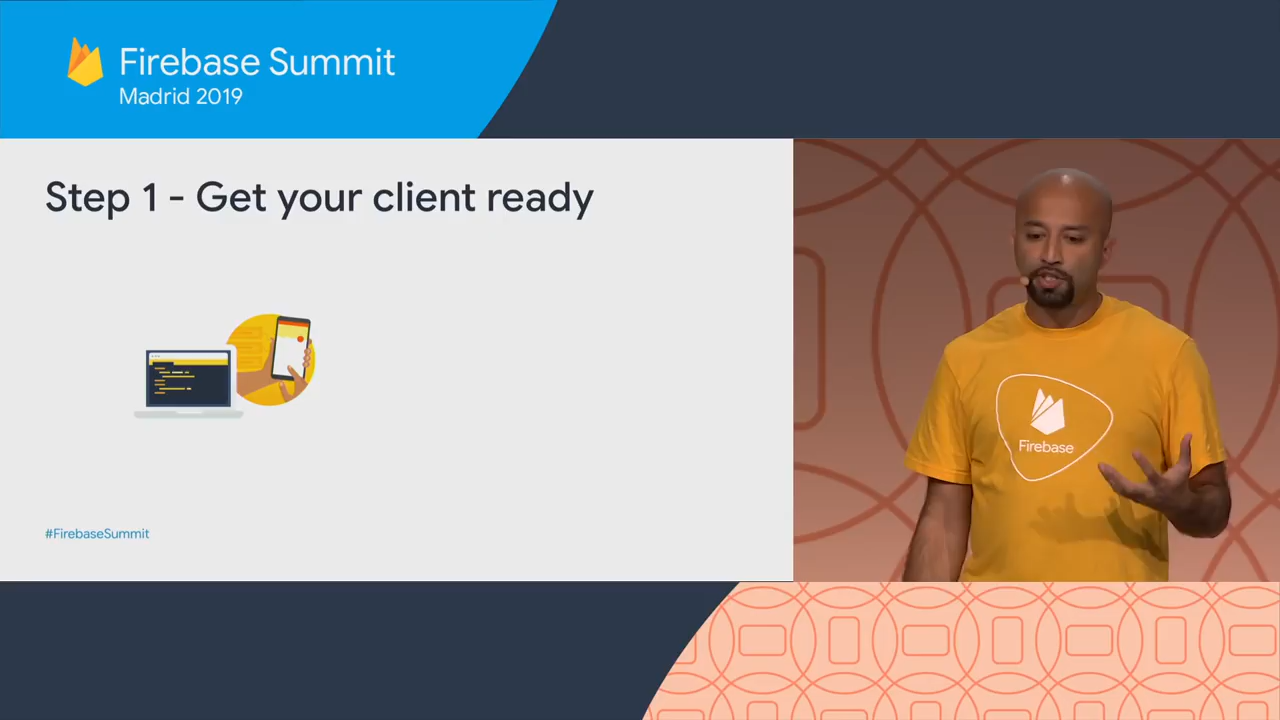 Firebase Summit
Madrid 2019
Step 1 - Get your client ready
Firebase
#FirebaseSummit